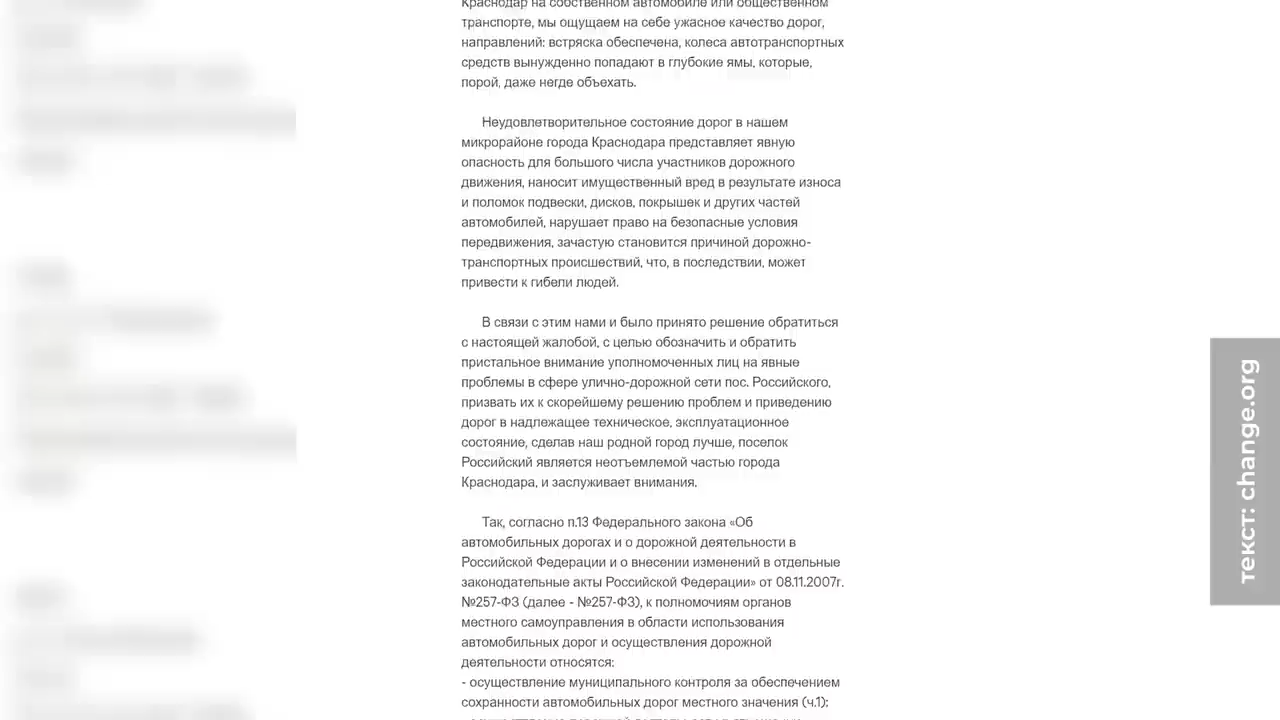 Краснодар на собственном автомобиле или общественном
транспорте, мы ощущаем на себе ужасное качество дорог,
направлений: встряска обеспечена, колеса автотранспортных
средств вынужденно попадают в глубокие ямы, которые,
порой, даже негде объехать.
Неудовлетворительное состояние дорог в нашем
микрорайоне города Краснодара представляет явную
опасность для большого числа участников дорожного
движения, наносит имущественный вред в результате износа
и поломок подвески, дисков, покрышек и других частей
автомобилей, нарушает право на безопасные условия
передвижения, зачастую становится причиной дорожно-
транспортных происшествий, что, в последствии, может
привести к гибели людей.
В связи с этим нами и было принято решение обратиться
с настоящей жалобой, с целью обозначить и обратить
пристальное внимание уполномоченных лиц на явные
проблемы в сфере улично-дорожной сети пос. Российского,
призвать их к скорейшему решению проблем и приведению
дорог в надлежащее техническое, эксплуатационное
состояние, сделав наш родной город лучше, поселок
Российский является неотъемлемой частью города
Краснодара, и заслуживает внимания.
Так, согласно п.13 Федерального закона «Об
автомобильных дорогах и о дорожной деятельности в
Российской Федерации и о внесении изменений в отдельные
законодательные акты Российской Федерации» от 08.11.2007г.
№257-ФЗ (далее - №257-ФЗ), к полномочиям органов
местного самоуправления в области использования
автомобильных дорог и осуществления дорожной
деятельности относятся:
- осуществление муниципального контроля за обеспечением
сохранности автомобильных дорог местного значения (ч.1);
текст: change.org